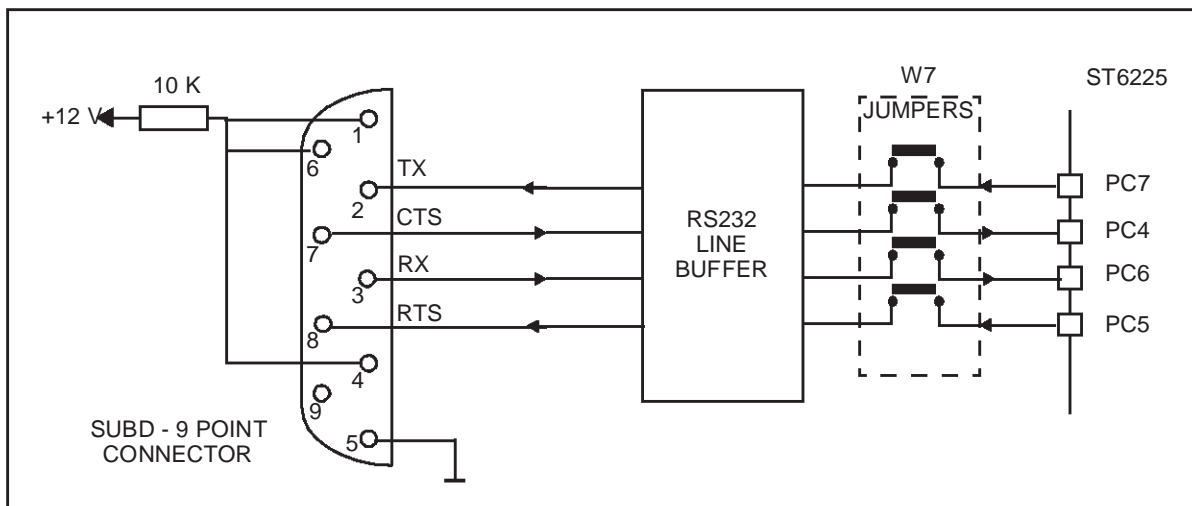 W7
ST6225
10 K
+12 V
JUMPERS
1
6
TX
PC7
2
CTS
RS232
LINE
BUFFER
PC4
7
RX
PC6
3
RTS
PC5
8
4
9
SUBD - 9 POINT
CONNECTOR
5